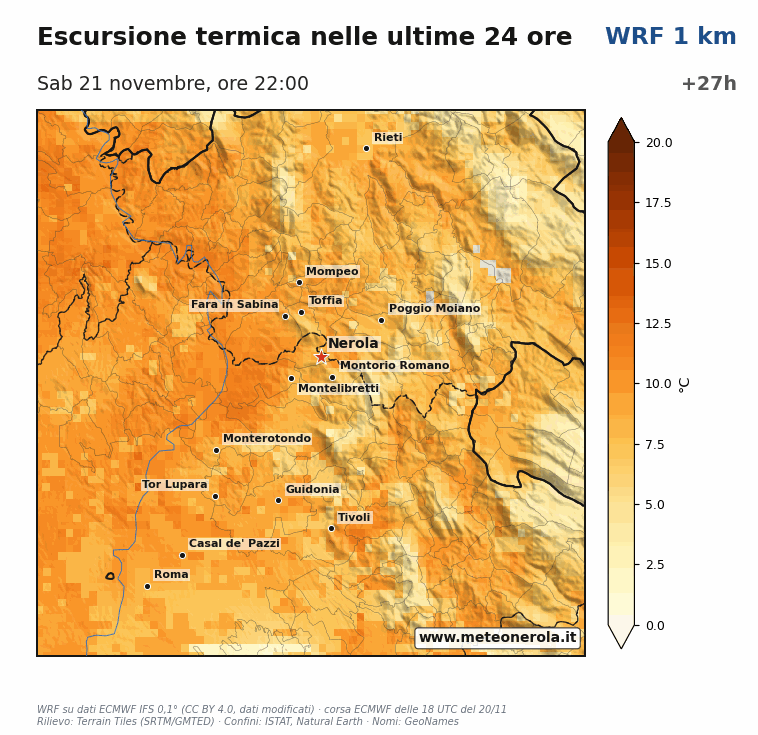 Escursione termica nelle ultime 24 ore
WRF 1 km
Sab 21 novembre, ore 22:00
+27h
Rieti
Mompeo
Fara in Sabina
Toffia
Poggio Moiano
Nerola
Montorio Romano
Montelibretti
Monterotondo
Tor Lupara
Guidonia
Tivoli
Casal de' Pazzi
Roma
www.meteonerola.it
20.0
17.5
15.0
12.5
10.0
7.5
5.0
2.5
0.0
°C
WRF su dati ECMWF IFS 0,1° (CC BY 4.0, dati modificati) · corsa ECMWF delle 18 UTC del 20/11
Rilievo: Terrain Tiles (SRTM/GMTED) · Confini: ISTAT, Natural Earth · Nomi: GeoNames